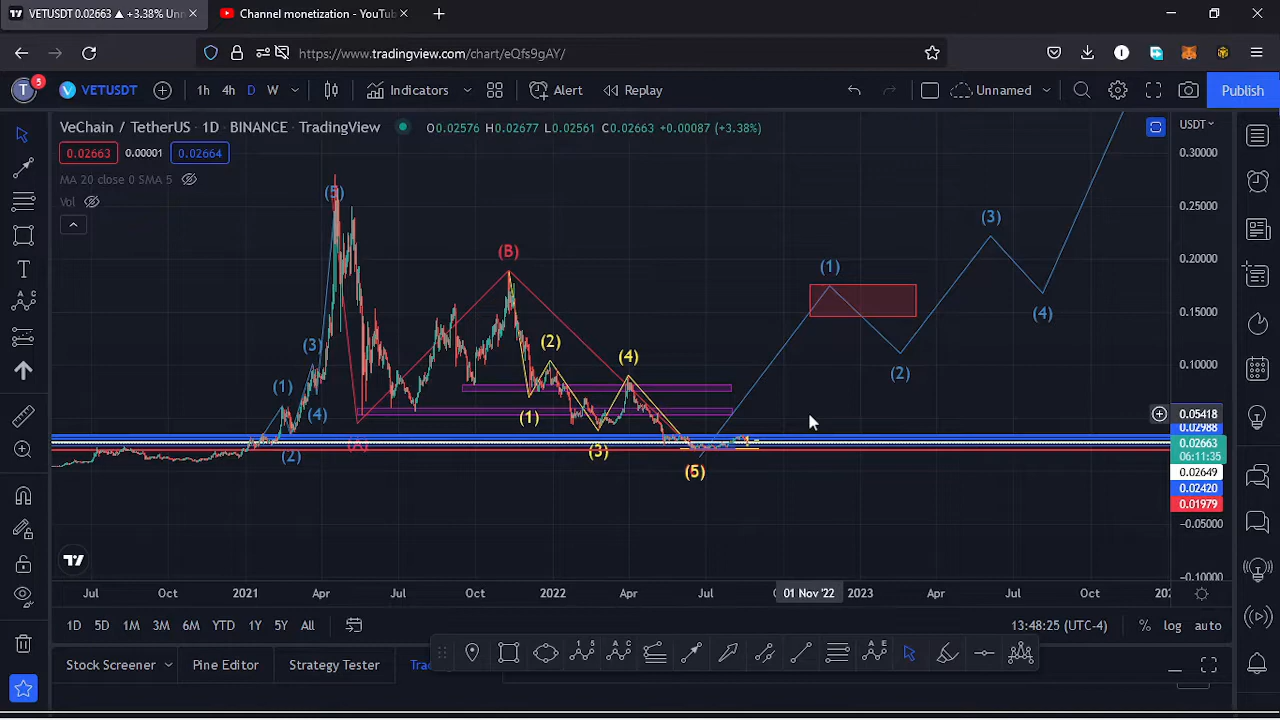 VETUSDT 0.02663 ▲ +3.38% Unn
Channel monetization - YouTub
https://www.tradingview.com/chart/eQfs9gAY/
T 5 VETUSDT 1h 4h D W Indicators Alert Replay Unnamed Publish
VeChain / TetherUS · 1D · BINANCE · TradingView O0.02576 H0.02677 L0.02561 C0.02663 +0.00087 (+3.38%)
USDT
0.02663 0.00001 0.02664
MA 20 close 0 SMA 5
Vol
0.30000
0.25000
0.20000
0.15000
0.10000
0.05418
0.02988
0.02663
06:11:35
0.02649
0.02420
0.01979
-0.05000
-0.10000
(5)
(B)
(1)
(3)
(3)
(2)
(4)
(4)
(1)
(4)
(1)
(2)
(A)
(2)
(3)
(5)
Jul Oct 2021 Apr Jul Oct 2022 Apr Jul 01 Nov '22 2023 Apr Jul Oct 202
1D 5D 1M 3M 6M YTD 1Y 5Y All 13:48:25 (UTC-4) % log auto
Stock Screener Pine Editor Strategy Tester